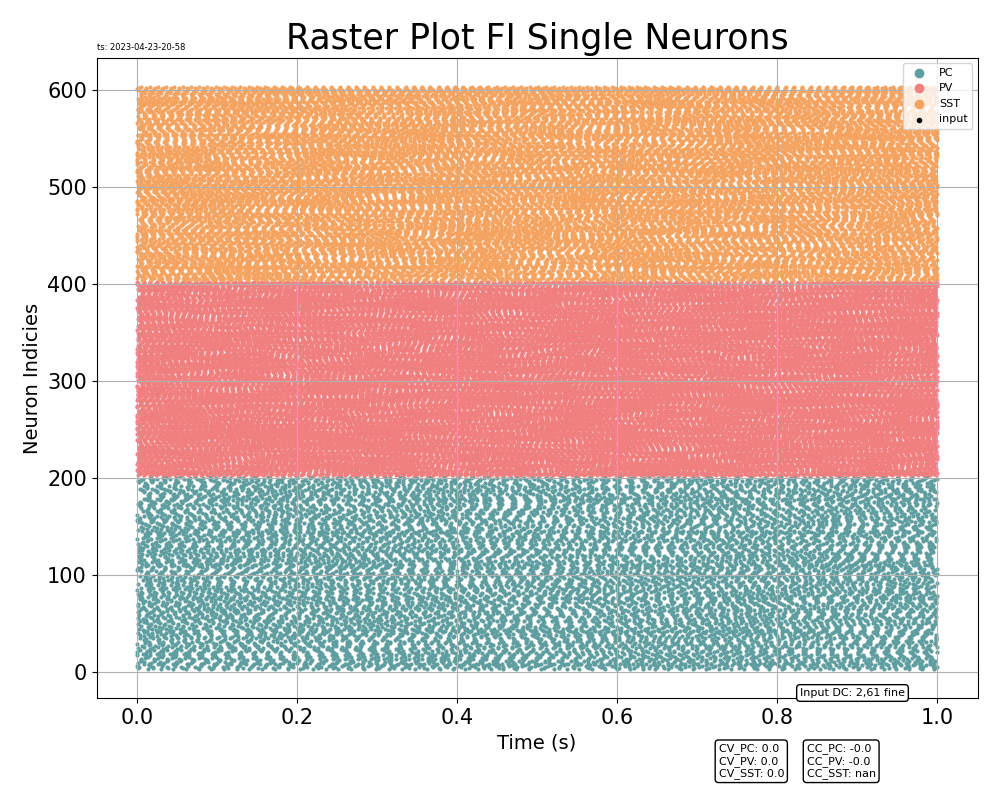 Raster Plot FI Single Neurons
ts: 2023-04-23-20-58
PC
PV
SST
input
600
500
400
300
200
100
0
Neuron Indicies
0.0 0.2 0.4 0.6 0.8 1.0
Time (s)
Input DC: 2,61 fine
CV_PC: 0.0
CV_PV: 0.0
CV_SST: 0.0
CC_PC: -0.0
CC_PV: -0.0
CC_SST: nan